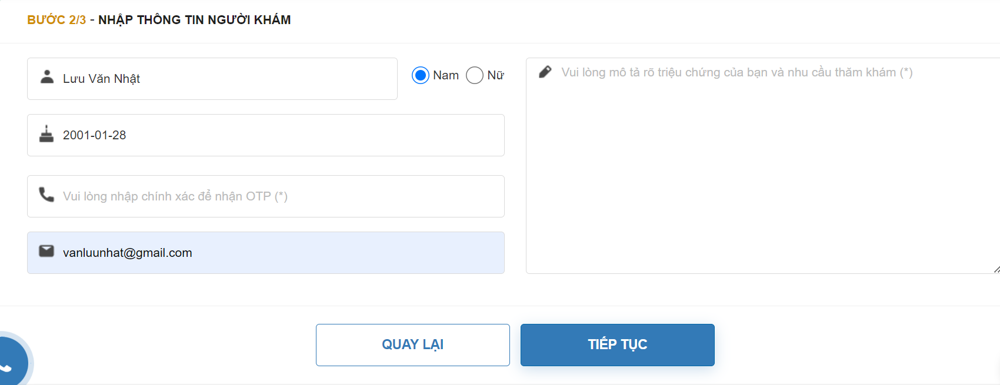 BƯỚC 2/3 - NHẬP THÔNG TIN NGƯỜI KHÁM
Lưu Văn Nhật
Nam
Nữ
2001-01-28
Vui lòng nhập chính xác để nhận OTP (*)
vanluunhat@gmail.com
Vui lòng mô tả rõ triệu chứng của bạn và nhu cầu thăm khám (*)
QUAY LẠI
TIẾP TỤC